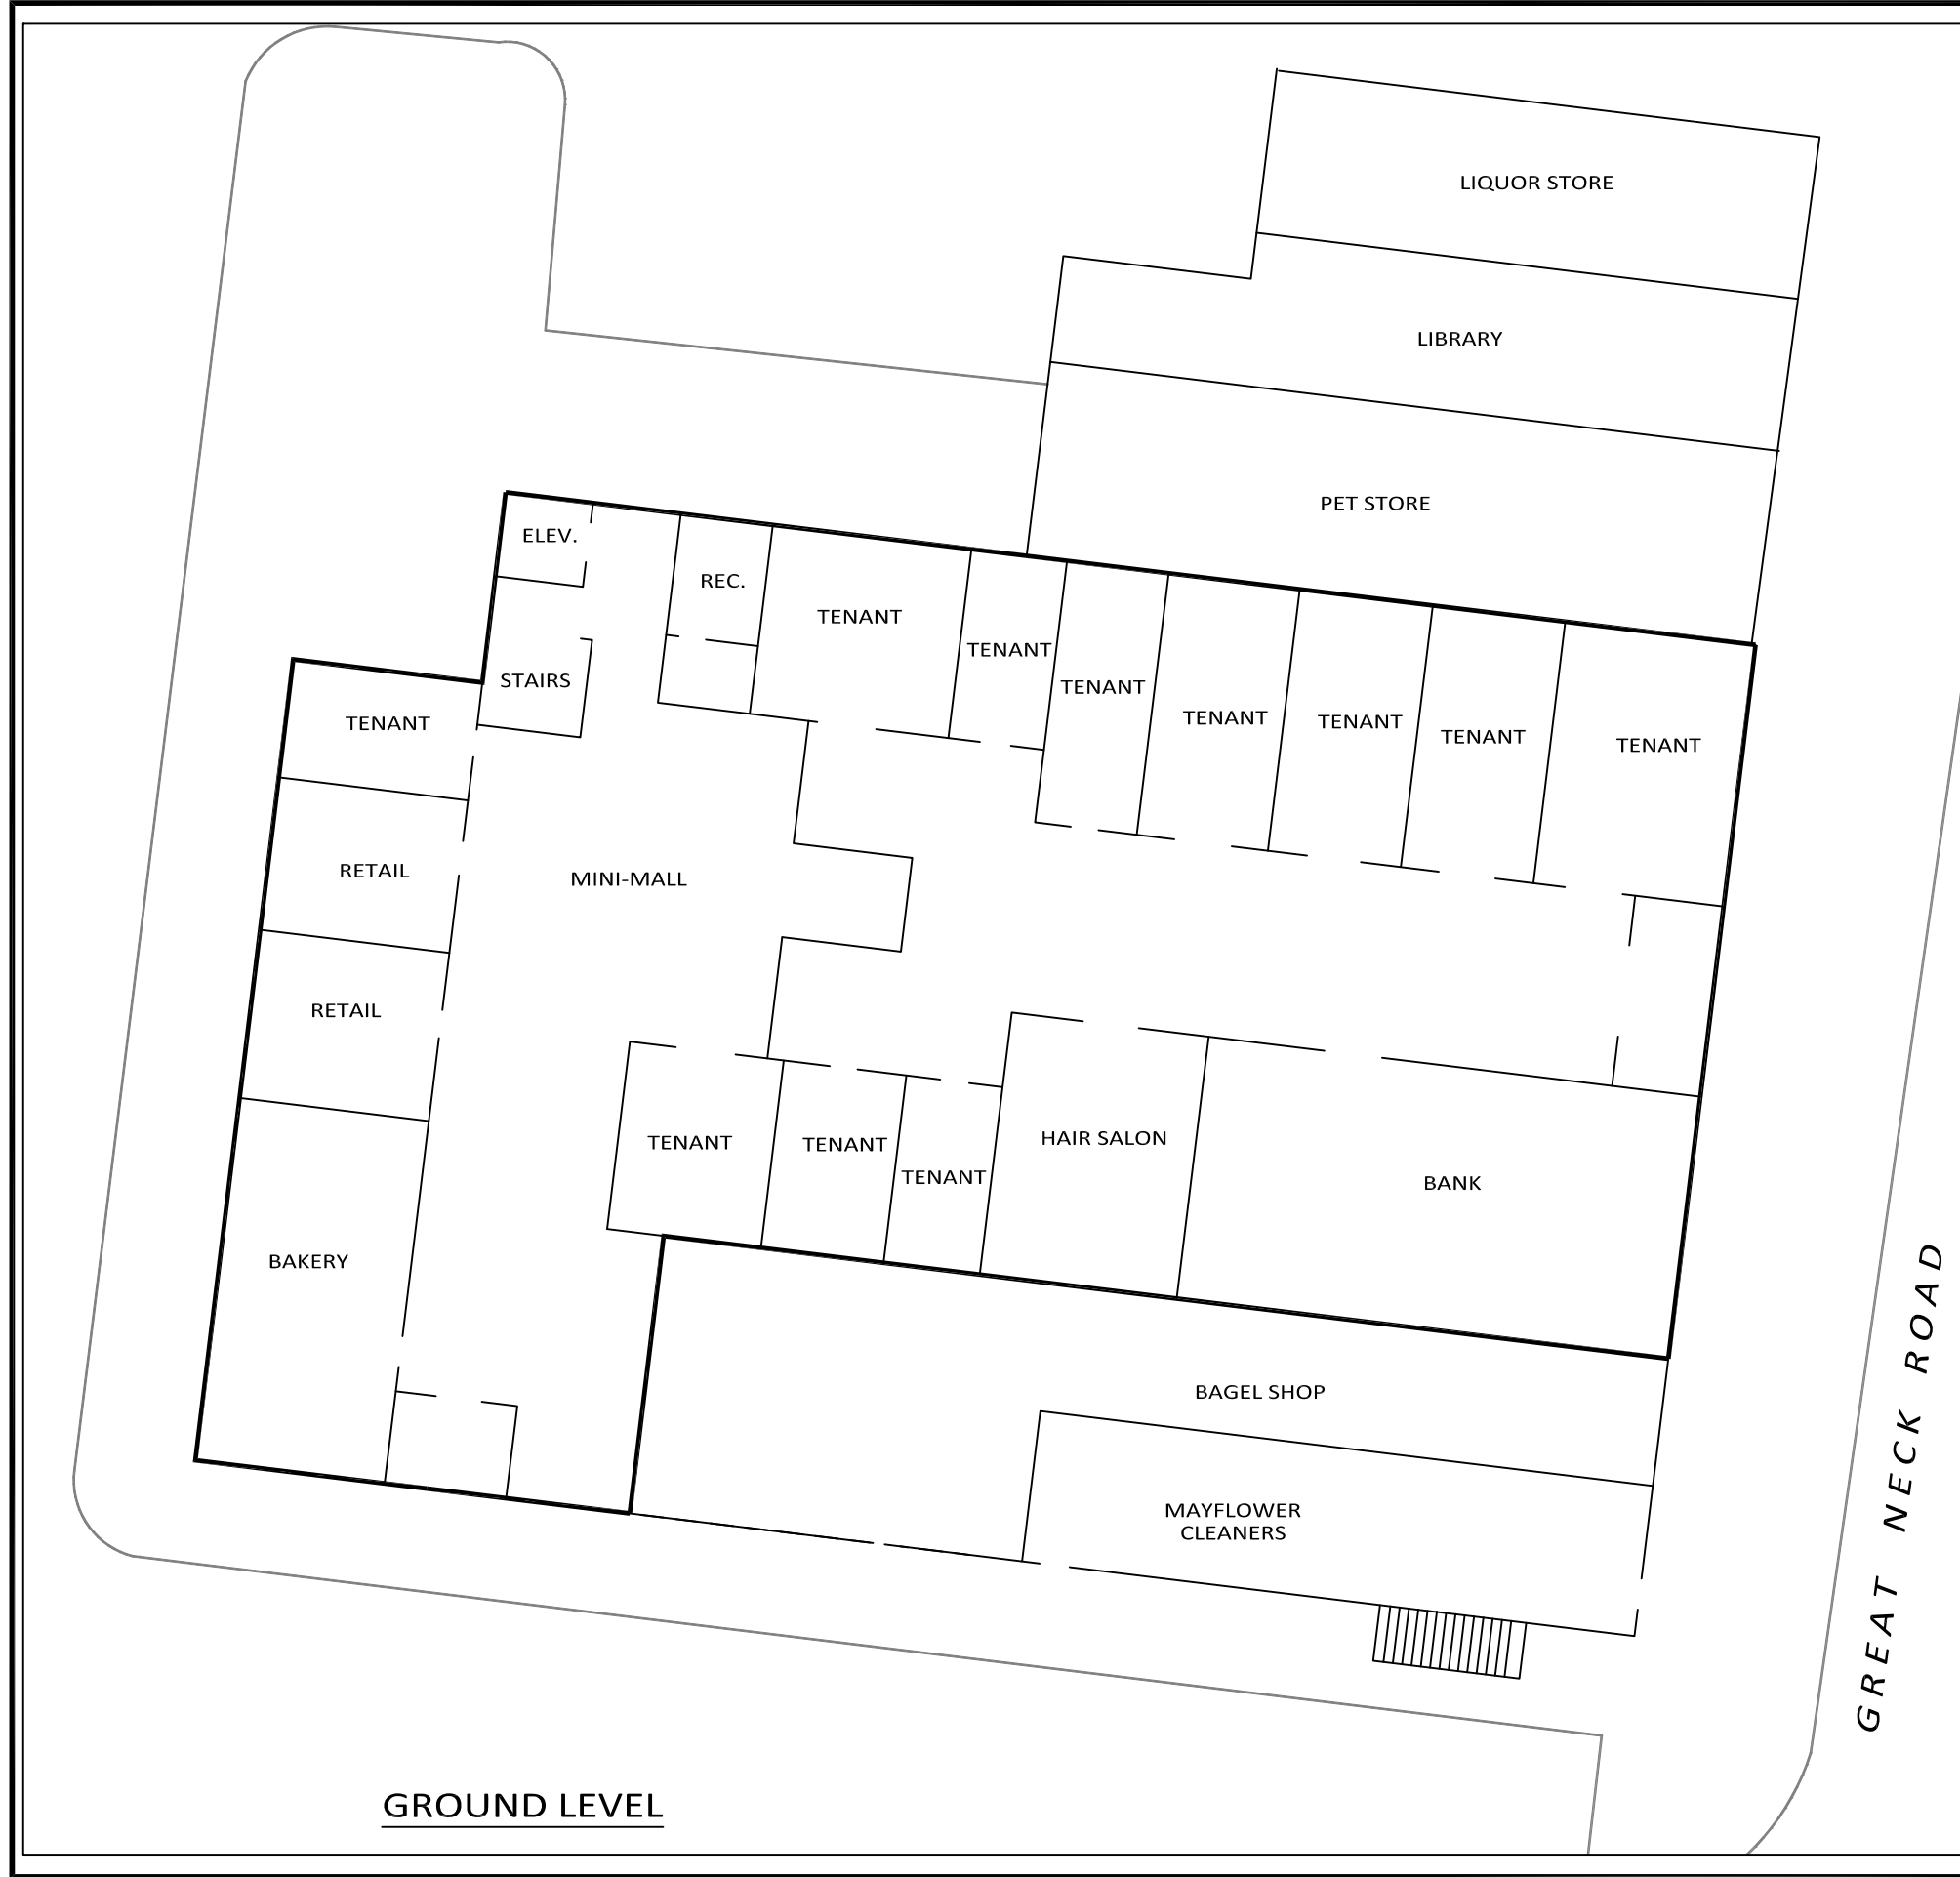 LIQUOR STORE
LIBRARY
PET STORE
ELEV.
REC.
TENANT
TENANT
TENANT
TENANT
TENANT
TENANT
TENANT
STAIRS
TENANT
RETAIL
MINI-MALL
RETAIL
TENANT
TENANT
TENANT
HAIR SALON
BANK
BAKERY
BAGEL SHOP
MAYFLOWER
CLEANERS
GREAT NECK ROAD
GROUND LEVEL